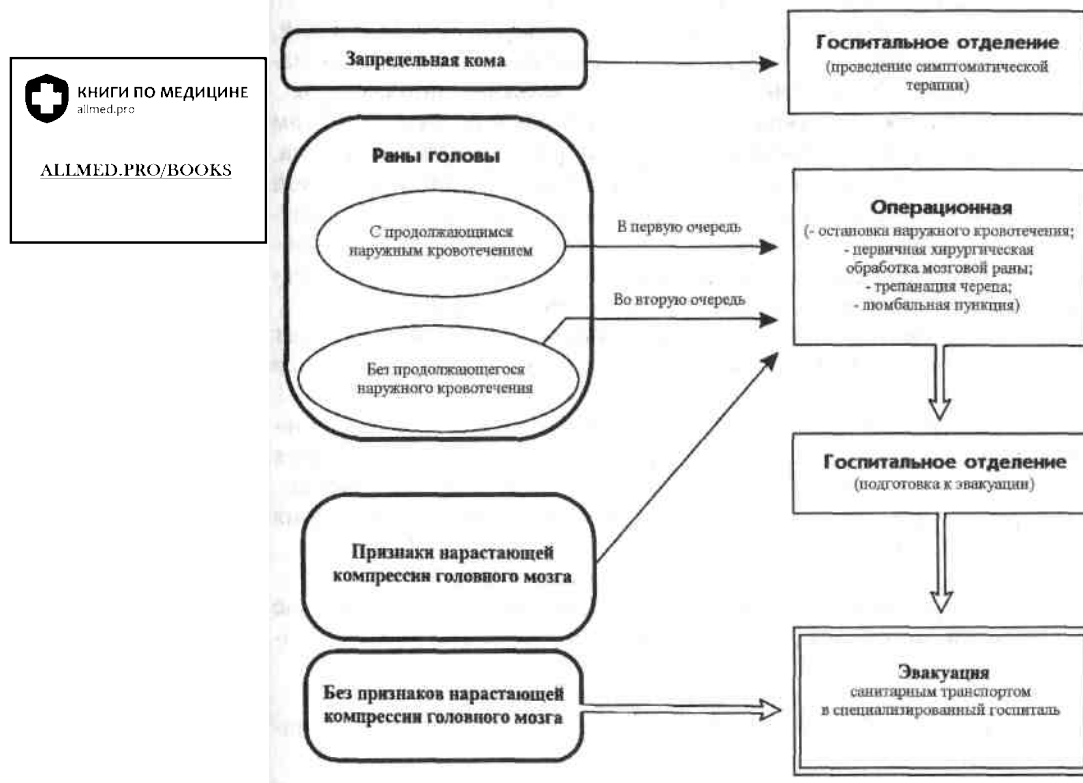 КНИГИ ПО МЕДИЦИНЕ
allmed.pro
ALLMED.PRO/BOOKS
Запредельная кома
Госпитальное отделение
(проведение симптоматической
терапии)
Раны головы
С продолжающимся
наружным кровотечением
В первую очередь
Операционная
(- остановка наружного кровотечения;
- первичная хирургическая
обработка мозговой раны;
- трепанация черепа;
- люмбальная пункция)
Во вторую очередь
Без продолжающегося
наружного кровотечения
Госпитальное отделение
(подготовка к эвакуации)
Признаки нарастающей
компрессии головного мозга
Без признаков нарастающей
компрессии головного мозга
Эвакуация
санитарным транспортом
в специализированный госпиталь